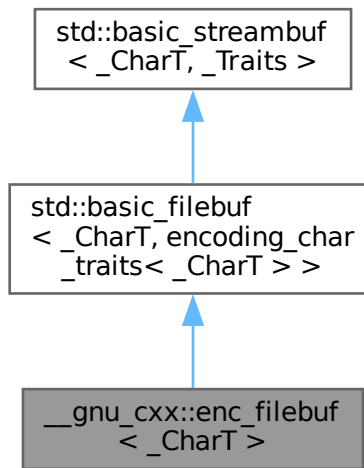 std::basic_streambuf
< _CharT, _Traits >
std::basic_filebuf
< _CharT, encoding_char
_traits< _CharT > >
__gnu_cxx::enc_filebuf
< _CharT >